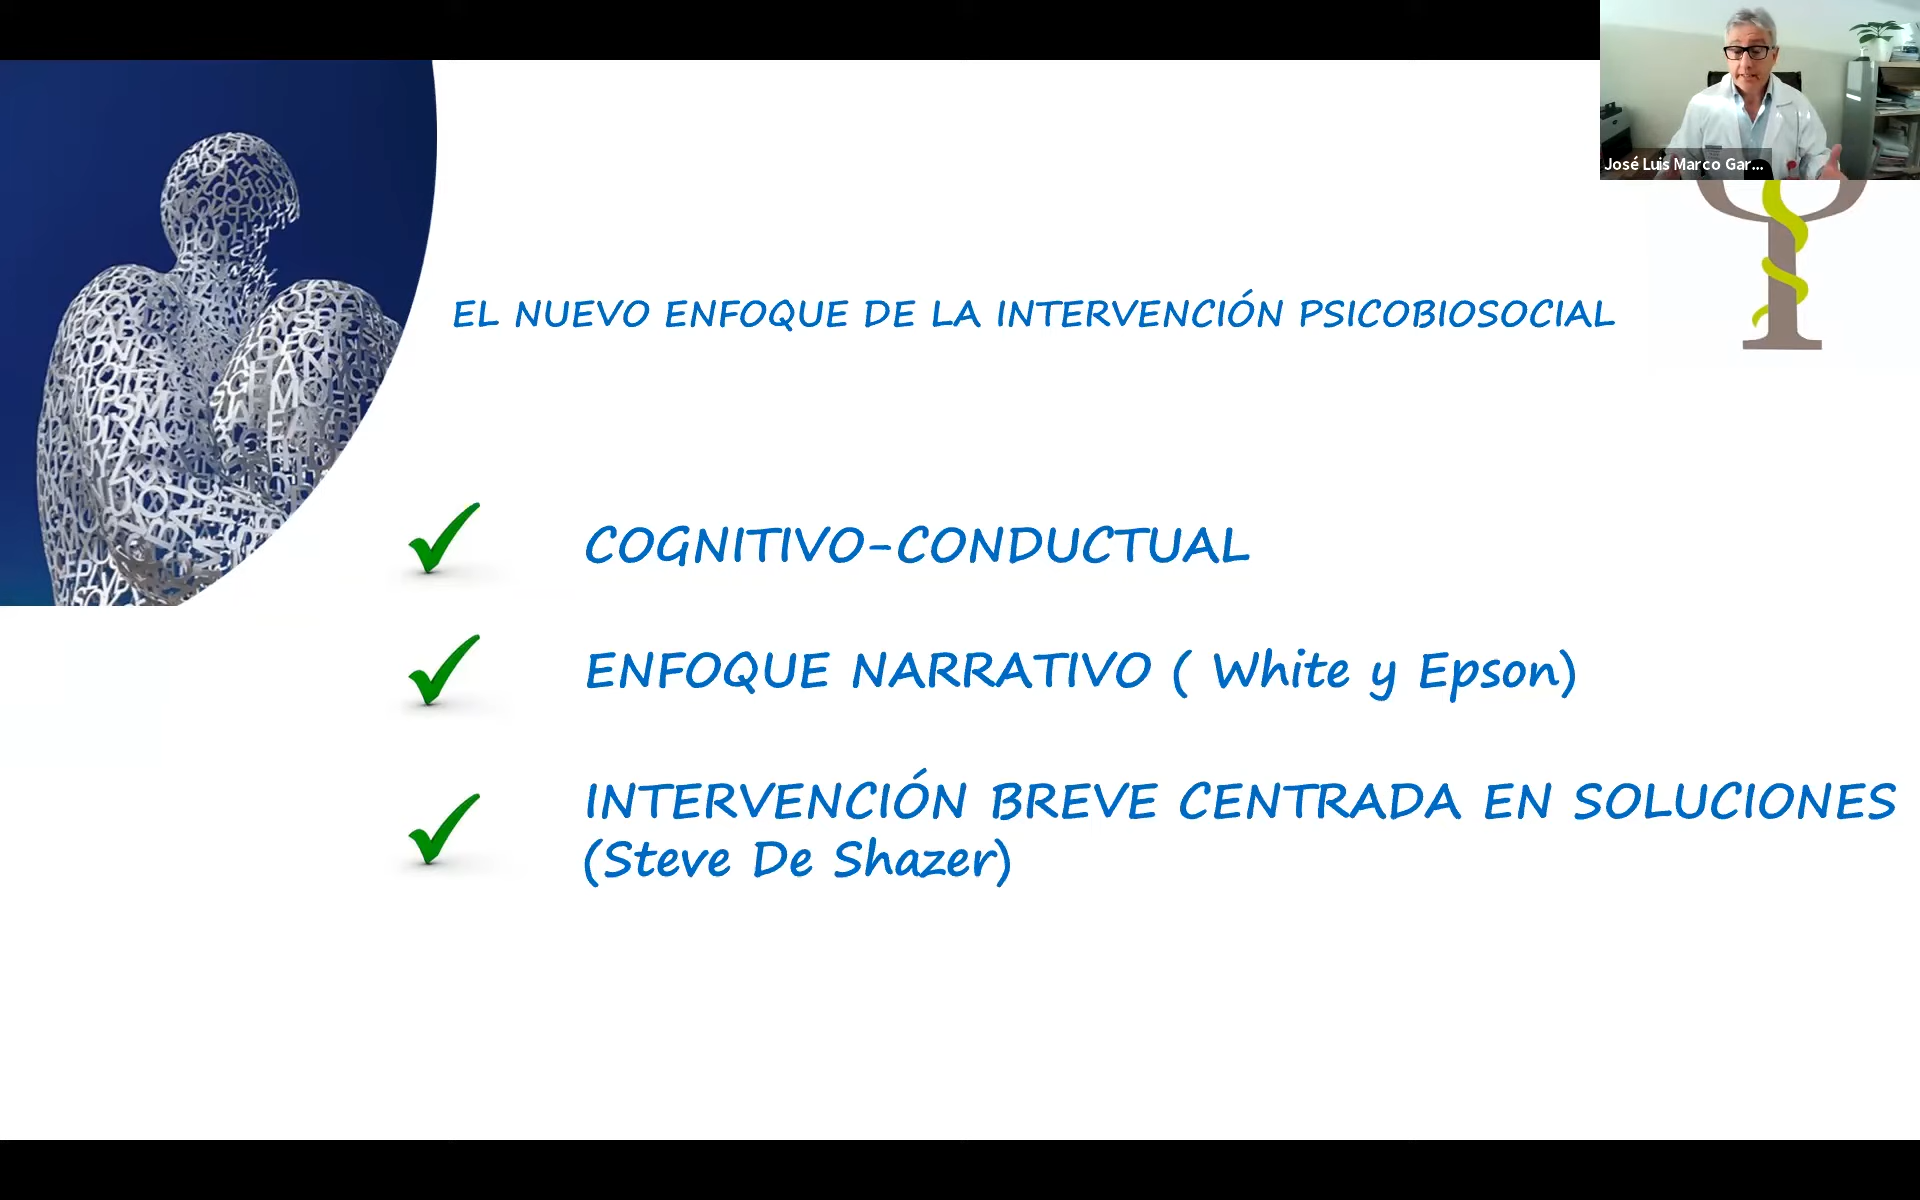 José Luis Marco Gar...
EL NUEVO ENFOQUE DE LA INTERVENCIÓN PSICOBIOSOCIAL
COGNITIVO-CONDUCTUAL
ENFOQUE NARRATIVO ( White y Epson)
INTERVENCIÓN BREVE CENTRADA EN SOLUCIONES
(Steve De Shazer)